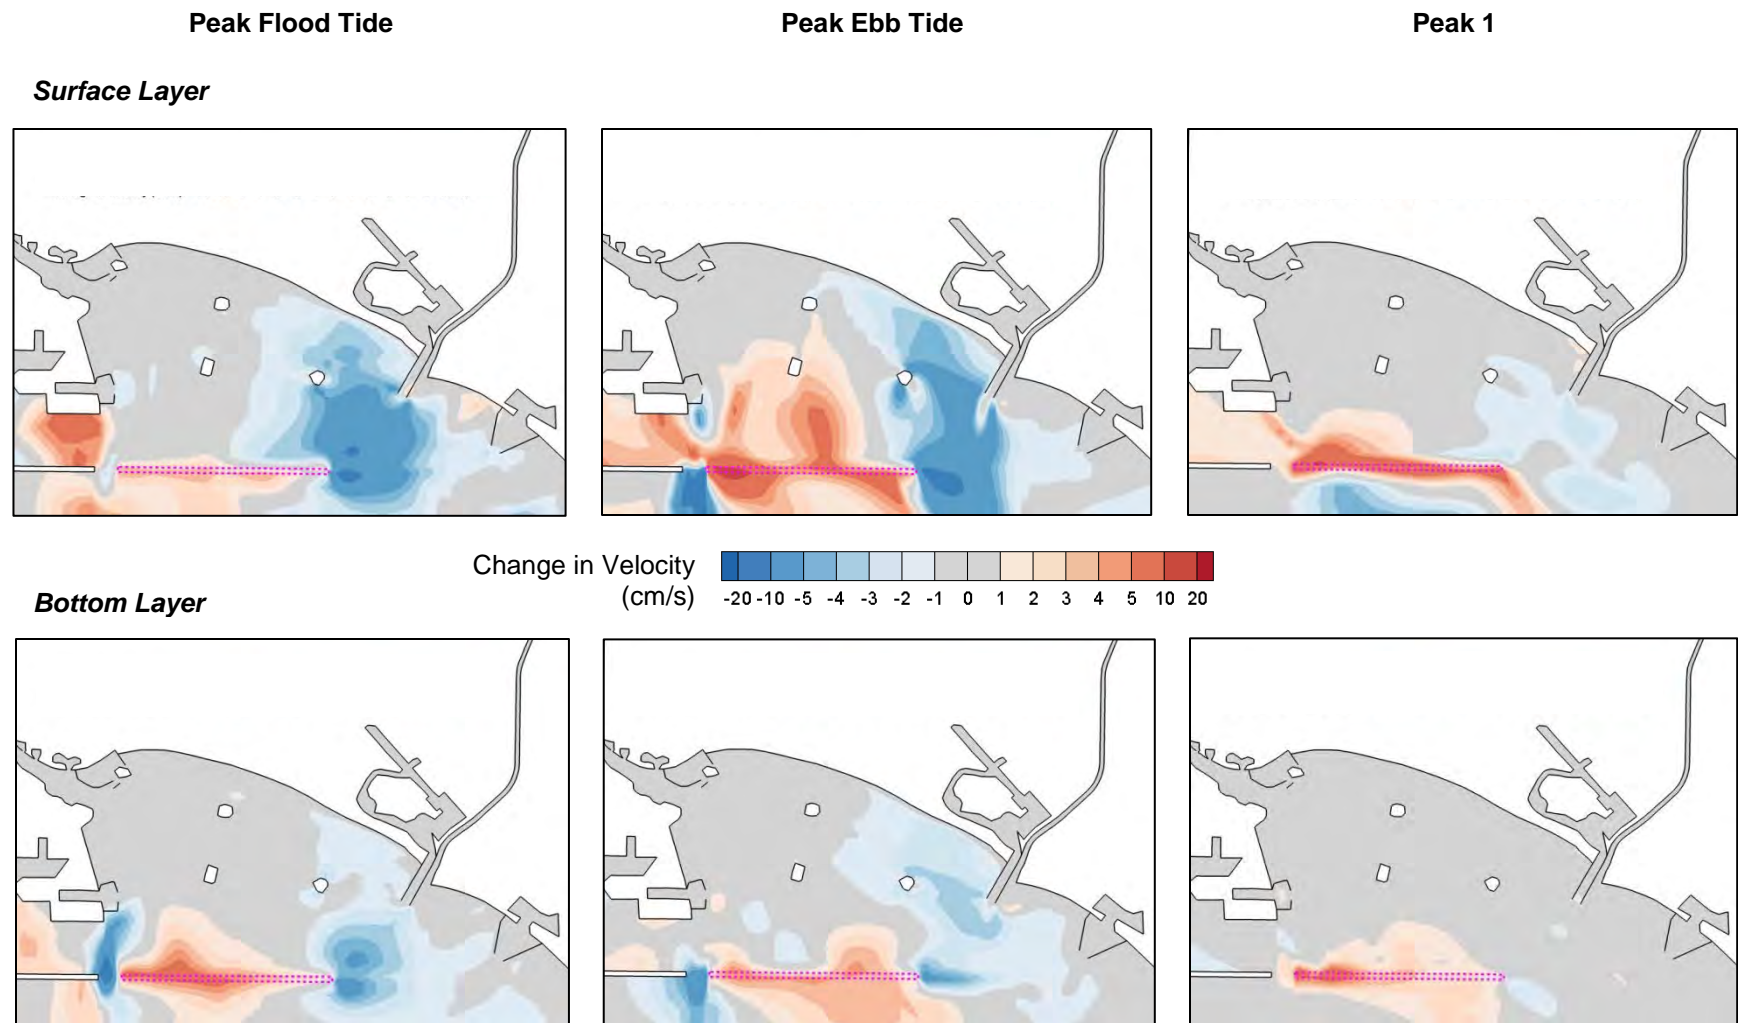 Peak Flood Tide Peak Ebb Tide Peak 1
Surface Layer
Change in Velocity
(cm/s)
-20 -10 -5 -4 -3 -2 -1 0 1 2 3 4 5 10 20
Bottom Layer